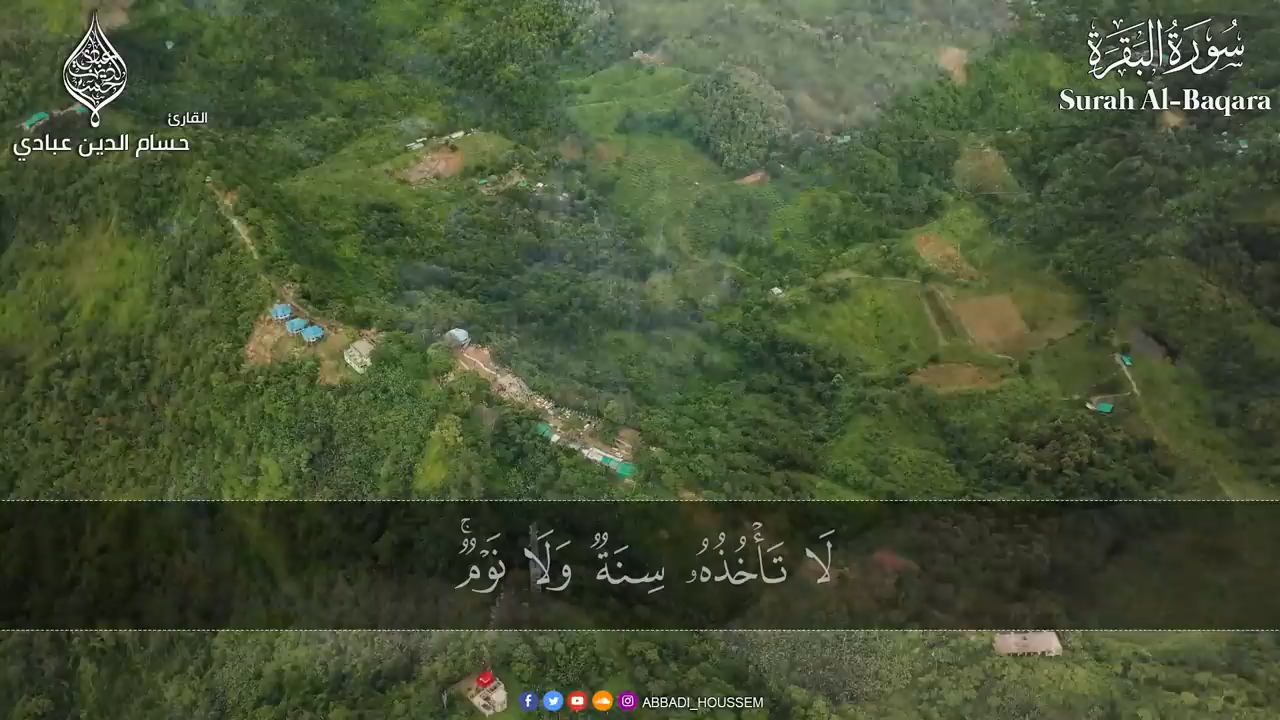 سُورَةُ البَقَرَةِ
Surah Al-Baqara
القارئ
حسام الدين عبادي
لَا تَأۡخُذُهُۥ سِنَةٞ وَلَا نَوۡمٞۚ
ABBADI_HOUSSEM